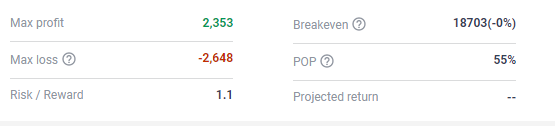 Max profit 2,353
Max loss -2,648
Risk / Reward 1.1
Breakeven 18703(-0%)
POP 55%
Projected return --